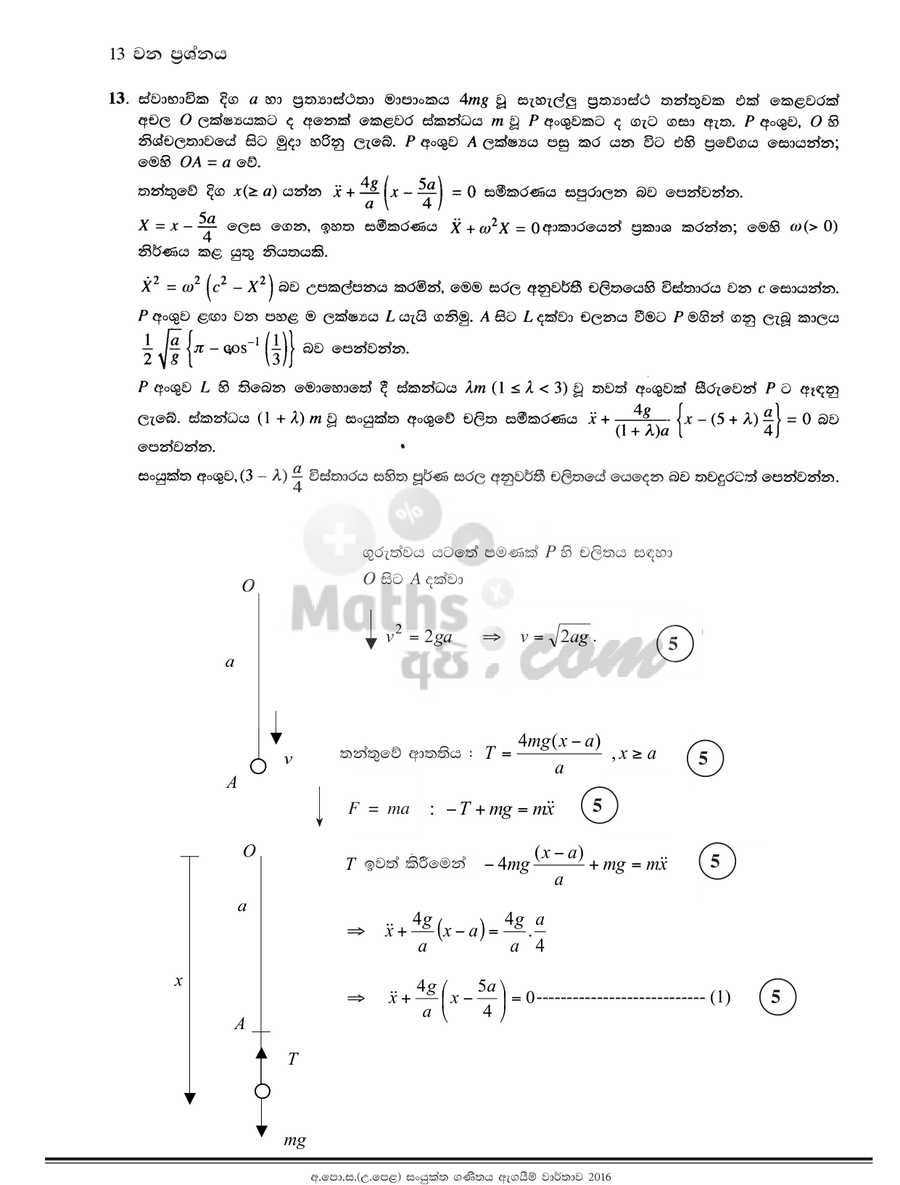 13 වන ප්‍රශ්නය
13. ස්වාභාවික දිග a හා ප්‍රත්‍යාස්ථතා මාපාංකය 4mg වූ සැහැල්ලු ප්‍රත්‍යාස්ථ තන්තුවක එක් කෙළවරක්
අචල O ලක්ෂ්‍යයකට ද අනෙක් කෙළවර ස්කන්ධය m වූ P අංශුවකට ද ගැට ගසා ඇත. P අංශුව, O හි
නිශ්චලතාවයේ සිට මුදා හරිනු ලැබේ. P අංශුව A ලක්ෂ්‍යය පසු කර යන විට එහි ප්‍රවේගය සොයන්න;
මෙහි OA = a වේ.
තන්තුවේ දිග x(≥ a) යන්න ẍ + 4g/a (x − 5a/4) = 0 සමීකරණය සපුරාලන බව පෙන්වන්න.
X = x − 5a/4 ලෙස ගෙන, ඉහත සමීකරණය Ẍ + ω²X = 0 ආකාරයෙන් ප්‍රකාශ කරන්න; මෙහි ω(> 0)
නිර්ණය කළ යුතු නියතයකි.
Ẋ² = ω² (c² − X²) බව උපකල්පනය කරමින්, මෙම සරල අනුවර්තී චලිතයෙහි විස්තාරය වන c සොයන්න.
P අංශුව ළඟා වන පහළ ම ලක්ෂ්‍යය L යැයි ගනිමු. A සිට L දක්වා චලනය වීමට P මගින් ගනු ලැබූ කාලය
1/2 √(a/g) {π − cos⁻¹ (1/3)} බව පෙන්වන්න.
P අංශුව L හි තිබෙන මොහොතේ දී ස්කන්ධය λm (1 ≤ λ < 3) වූ තවත් අංශුවක් සීරුවෙන් P ට ඈඳනු
ලැබේ. ස්කන්ධය (1 + λ) m වූ සංයුක්ත අංශුවේ චලිත සමීකරණය ẍ + 4g/(1 + λ)a {x − (5 + λ) a/4} = 0 බව
පෙන්වන්න.
සංයුක්ත අංශුව, (3 − λ) a/4 විස්තාරය සහිත පූර්ණ සරල අනුවර්තී චලිතයේ යෙදෙන බව තවදුරටත් පෙන්වන්න.
ගුරුත්වය යටතේ පමණක් P හි චලිතය සඳහා
O සිට A දක්වා
O
Maths
අපි.com
v² = 2ga ⇒ v = √2ag. 5
a
v
A
තන්තුවේ ආතතිය : T = 4mg(x − a)/a , x ≥ a 5
F = ma : −T + mg = mẍ 5
O
T ඉවත් කිරීමෙන් −4mg (x − a)/a + mg = mẍ 5
a
⇒ ẍ + 4g/a (x − a) = 4g/a . a/4
x
⇒ ẍ + 4g/a (x − 5a/4) = 0---------------------------- (1) 5
A
T
mg
අ.පො.ස.(උ.පෙළ) සංයුක්ත ගණිතය ඇගයීම් වාර්තාව 2016